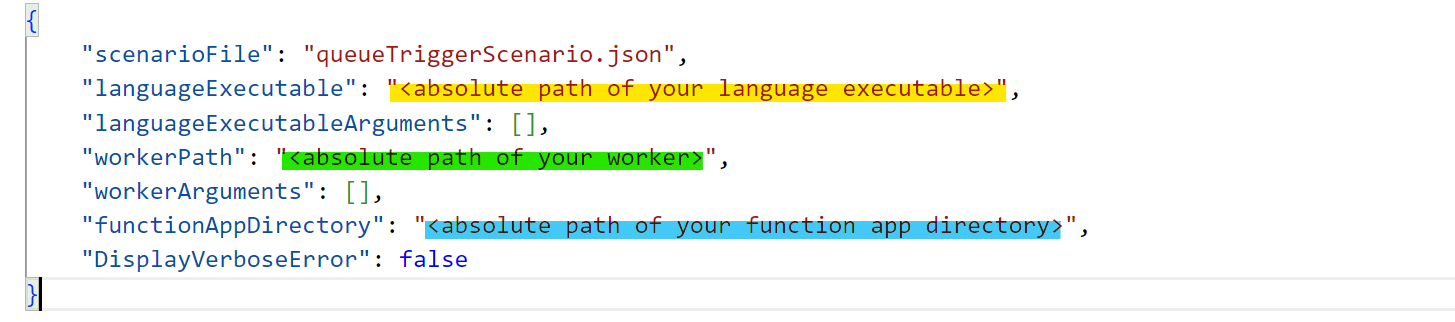 {
    "scenarioFile": "queueTriggerScenario.json",
    "languageExecutable": "<absolute path of your language executable>",
    "languageExecutableArguments": [],
    "workerPath": "<absolute path of your worker>",
    "workerArguments": [],
    "functionAppDirectory": "<absolute path of your function app directory>",
    "DisplayVerboseError": false
}